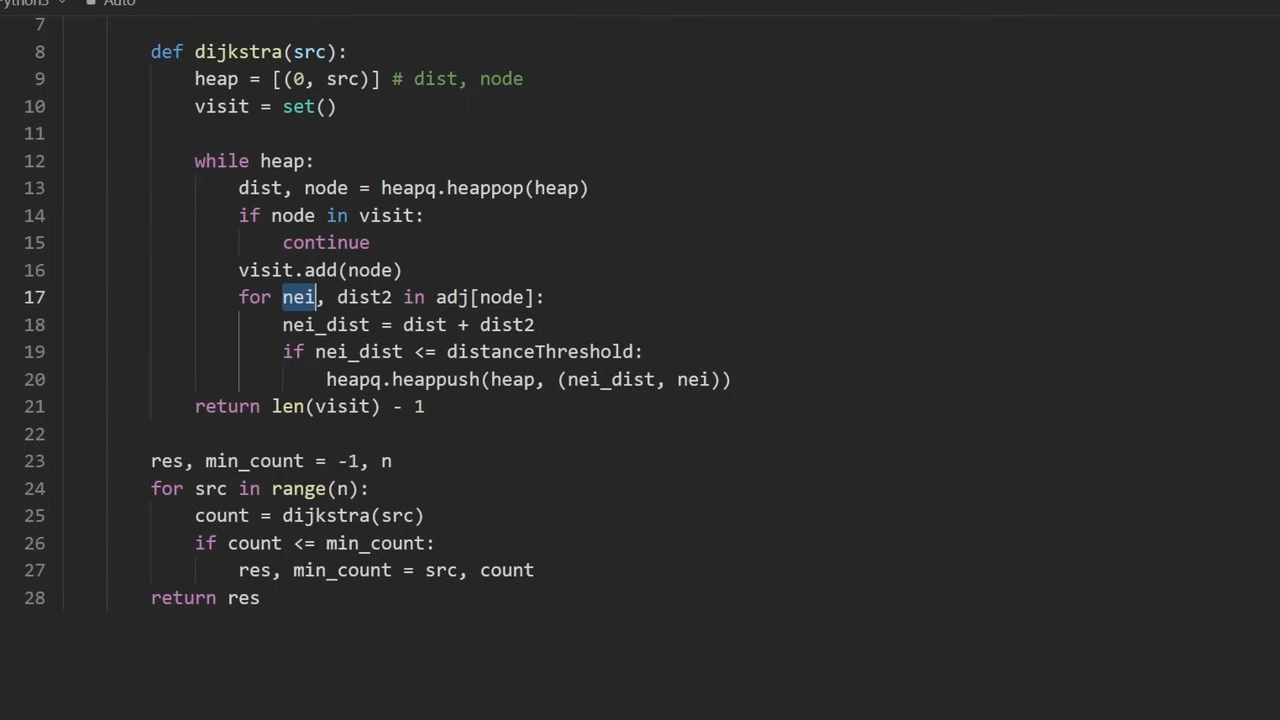 Python3 Auto
7
8 def dijkstra(src):
9 heap = [(0, src)] # dist, node
10 visit = set()
11
12 while heap:
13 dist, node = heapq.heappop(heap)
14 if node in visit:
15 continue
16 visit.add(node)
17 for nei, dist2 in adj[node]:
18 nei_dist = dist + dist2
19 if nei_dist <= distanceThreshold:
20 heapq.heappush(heap, (nei_dist, nei))
21 return len(visit) - 1
22
23 res, min_count = -1, n
24 for src in range(n):
25 count = dijkstra(src)
26 if count <= min_count:
27 res, min_count = src, count
28 return res